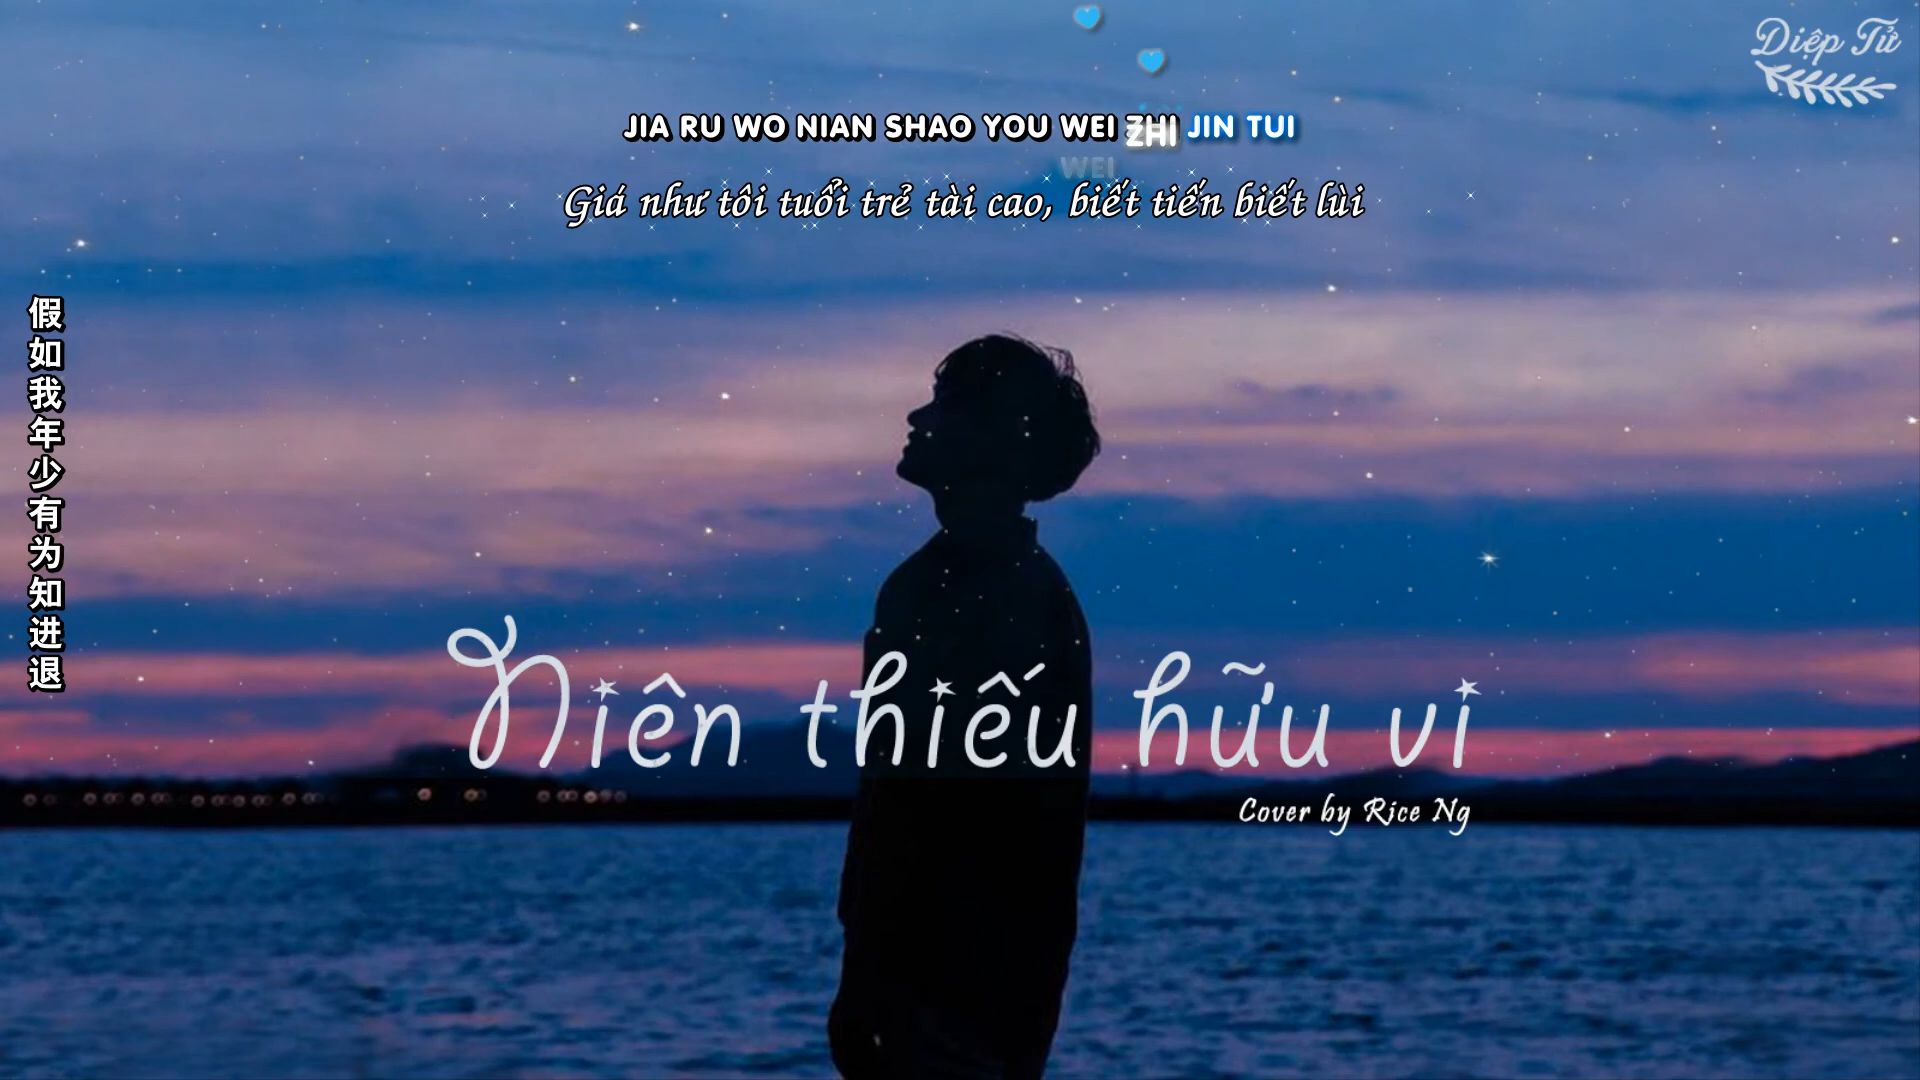 Diệp Tử
JIA RU WO NIAN SHAO YOU WEI ZHI JIN TUI
WEI
Giá như tôi tuổi trẻ tài cao, biết tiến biết lùi
假如我年少有为知进退
Niên thiếu hữu vi
Cover by Rice Ng